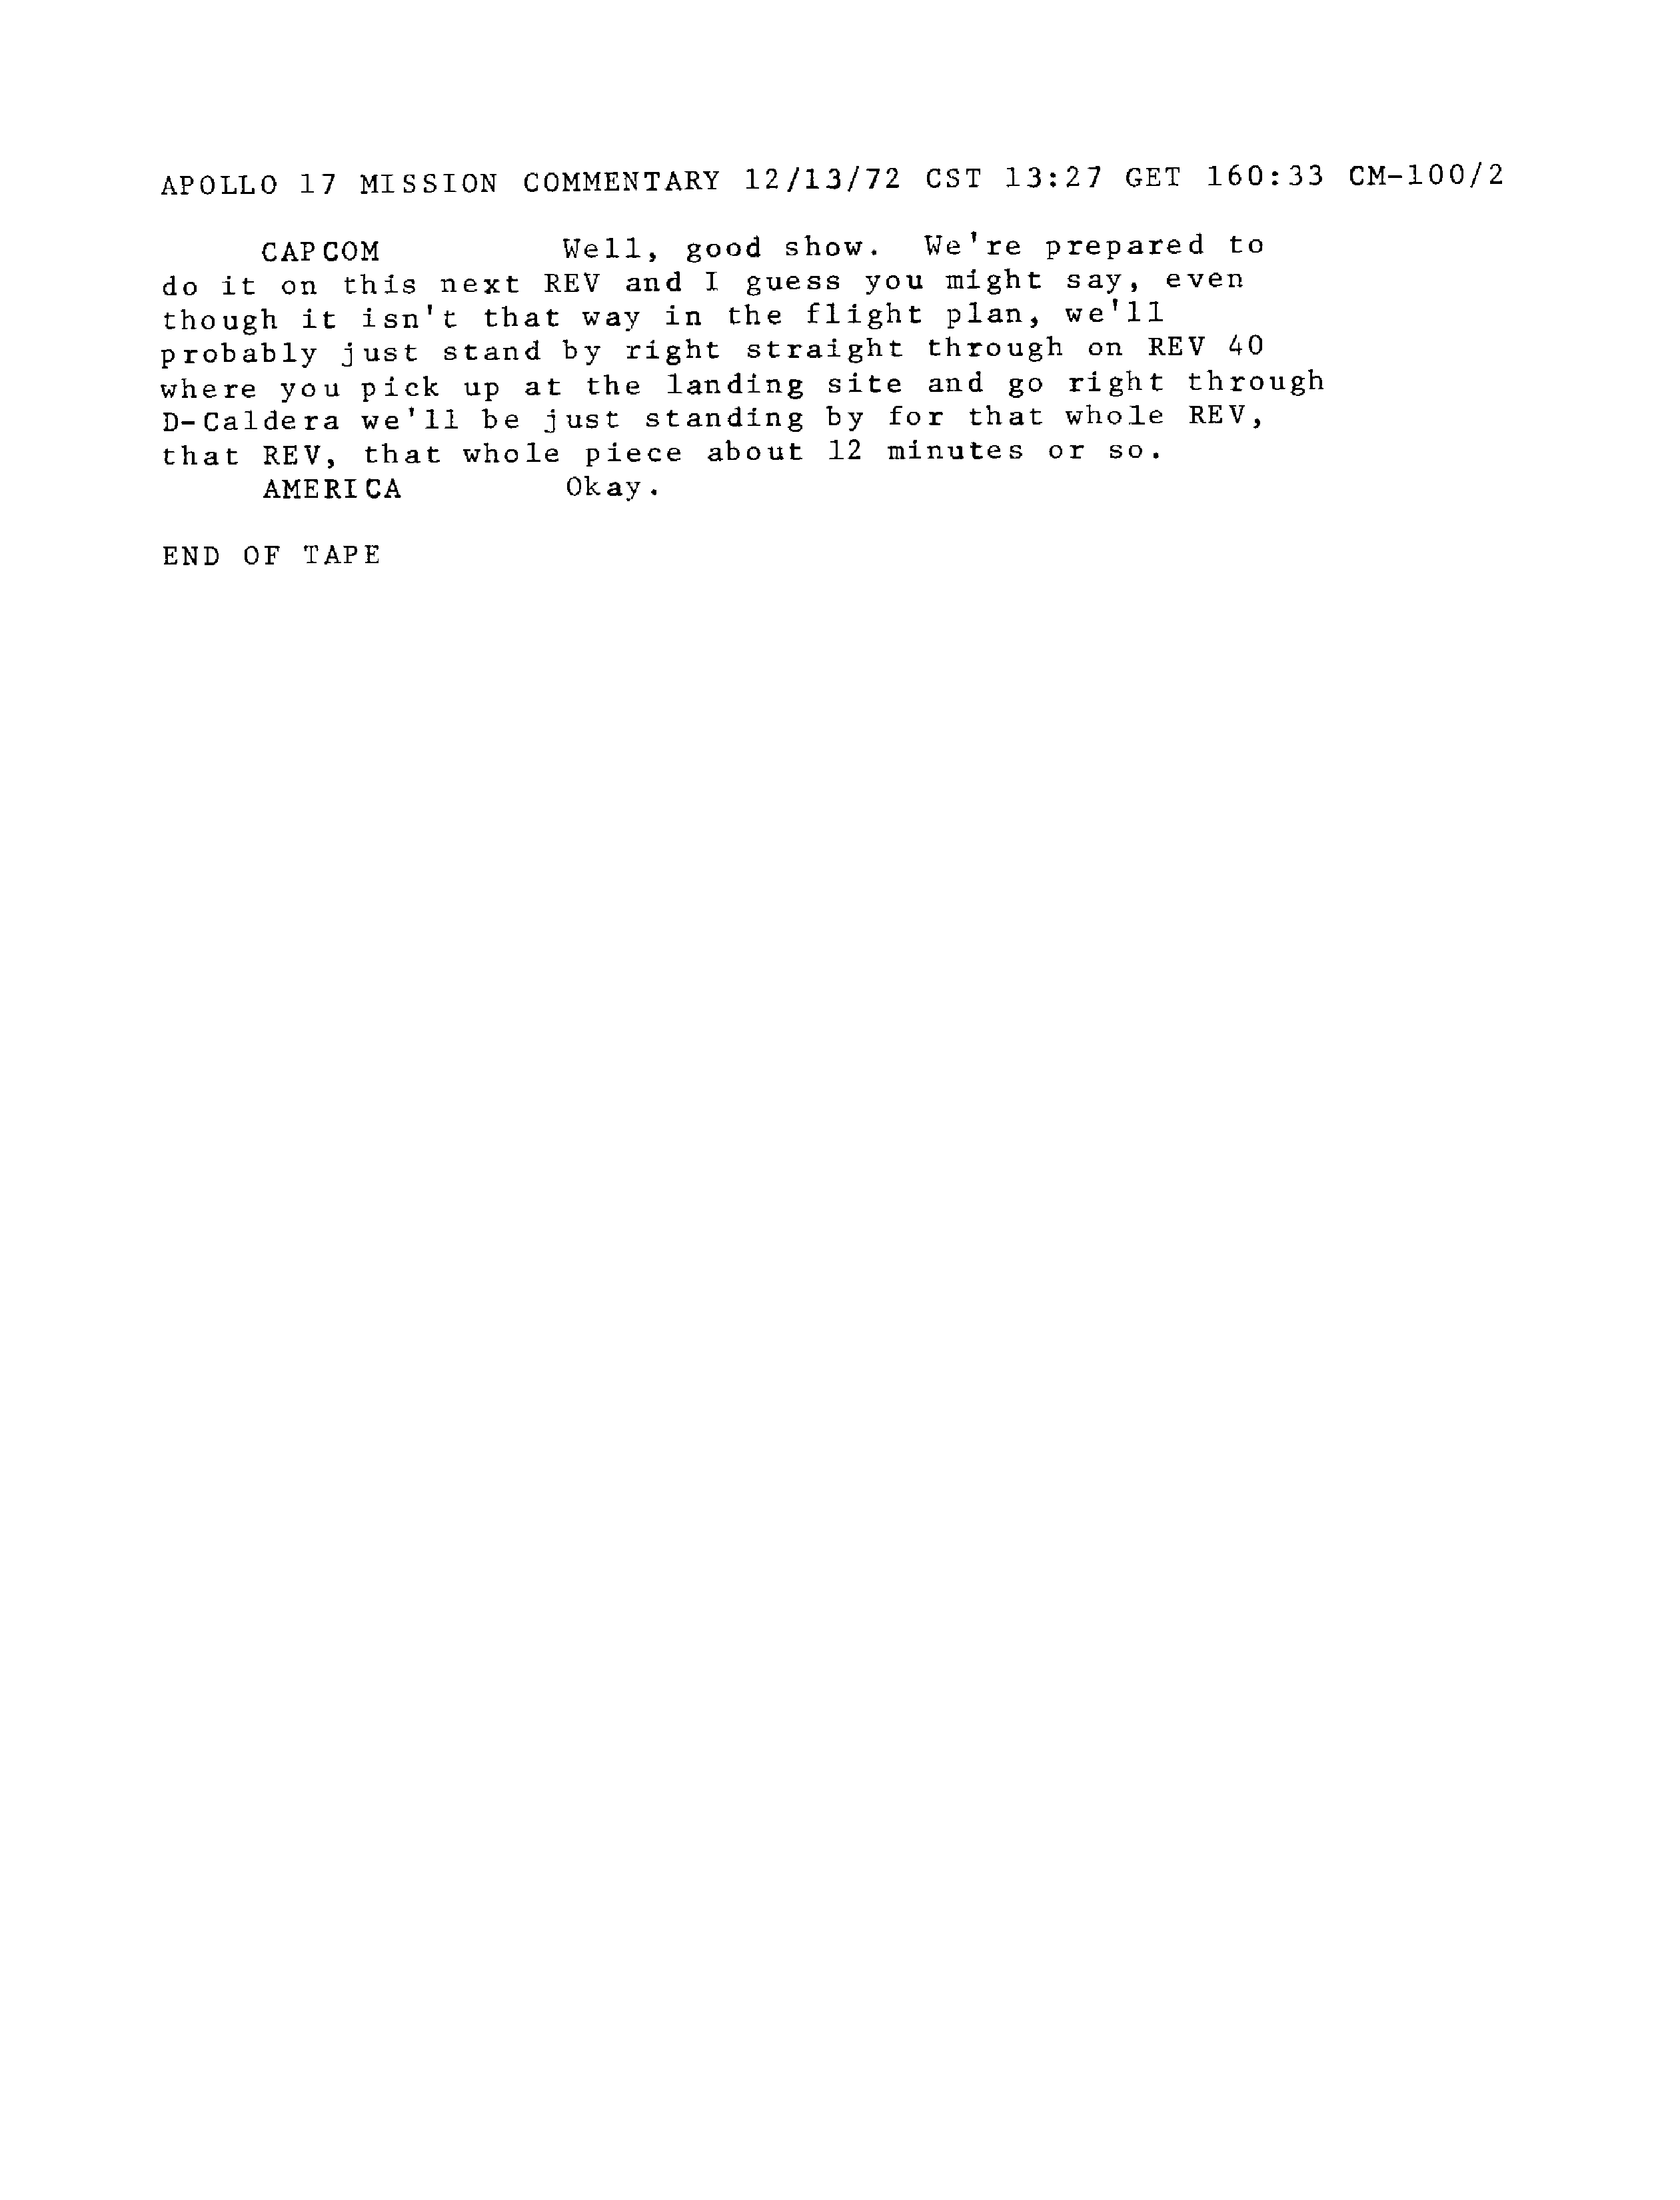 APOLLO 17 MISSION COMMENTARY 12/13/72 CST 13:27 GET 160:33 CM-100/2
CAPCOM Well, good show. We're prepared to
do it on this next REV and I guess you might say, even
though it isn't that way in the flight plan, we'll
probably just stand by right straight through on REV 40
where you pick up at the landing site and go right through
D-Caldera we'll be just standing by for that whole REV,
that REV, that whole piece about 12 minutes or so.
AMERICA Okay.
END OF TAPE